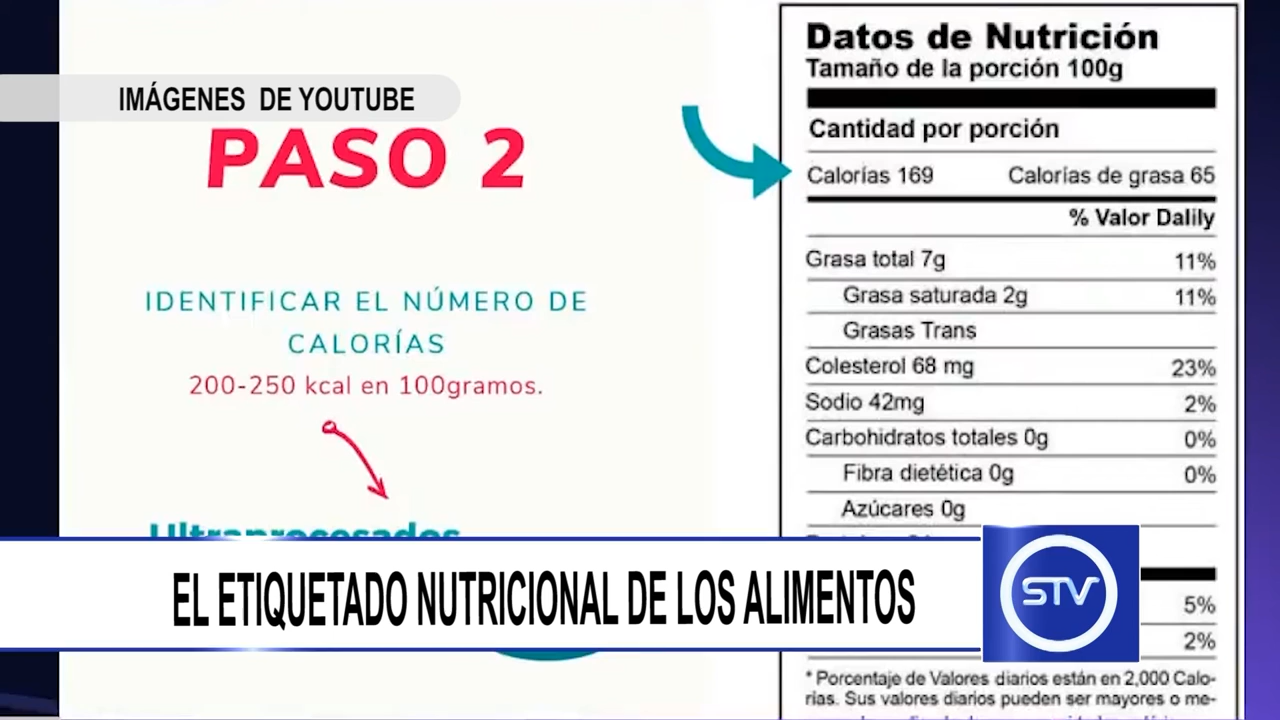 IMÁGENES DE YOUTUBE
PASO 2
IDENTIFICAR EL NÚMERO DE
CALORÍAS
200-250 kcal en 100gramos.
Ultraprocesados
Datos de Nutrición
Tamaño de la porción 100g
Cantidad por porción
Calorías 169 Calorías de grasa 65
% Valor Dalily
Grasa total 7g 11%
Grasa saturada 2g 11%
Grasas Trans
Colesterol 68 mg 23%
Sodio 42mg 2%
Carbohidratos totales 0g 0%
Fibra dietética 0g 0%
Azúcares 0g
5%
2%
* Porcentaje de Valores diarios están en 2,000 Calo-
rías. Sus valores diarios pueden ser mayores o me-
EL ETIQUETADO NUTRICIONAL DE LOS ALIMENTOS
STV